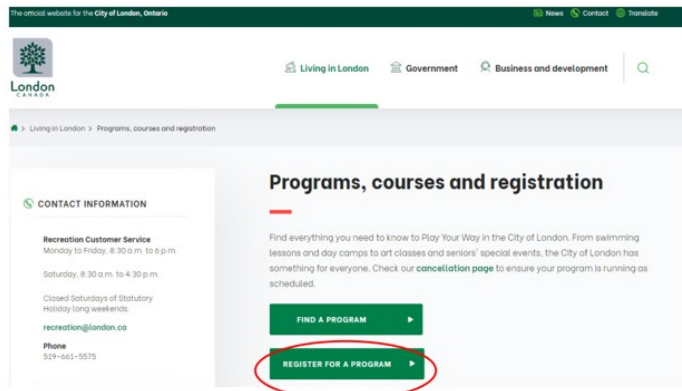 The official website for the City of London, Ontario
News Contact Translate
London
CANADA
Living in London Government Business and development
> Living in London > Programs, courses and registration
CONTACT INFORMATION
Recreation Customer Service
Monday to Friday, 8:30 a.m. to 6 p.m.
Saturday, 8:30 a.m. to 4:30 p.m.
Closed Saturdays of Statutory
Holiday long weekends.
recreation@london.ca
Phone
519-661-5575
Programs, courses and registration
Find everything you need to know to Play Your Way in the City of London. From swimming
lessons and day camps to art classes and seniors' special events, the City of London has
something for everyone. Check our cancellation page to ensure your program is running as
scheduled.
FIND A PROGRAM
REGISTER FOR A PROGRAM